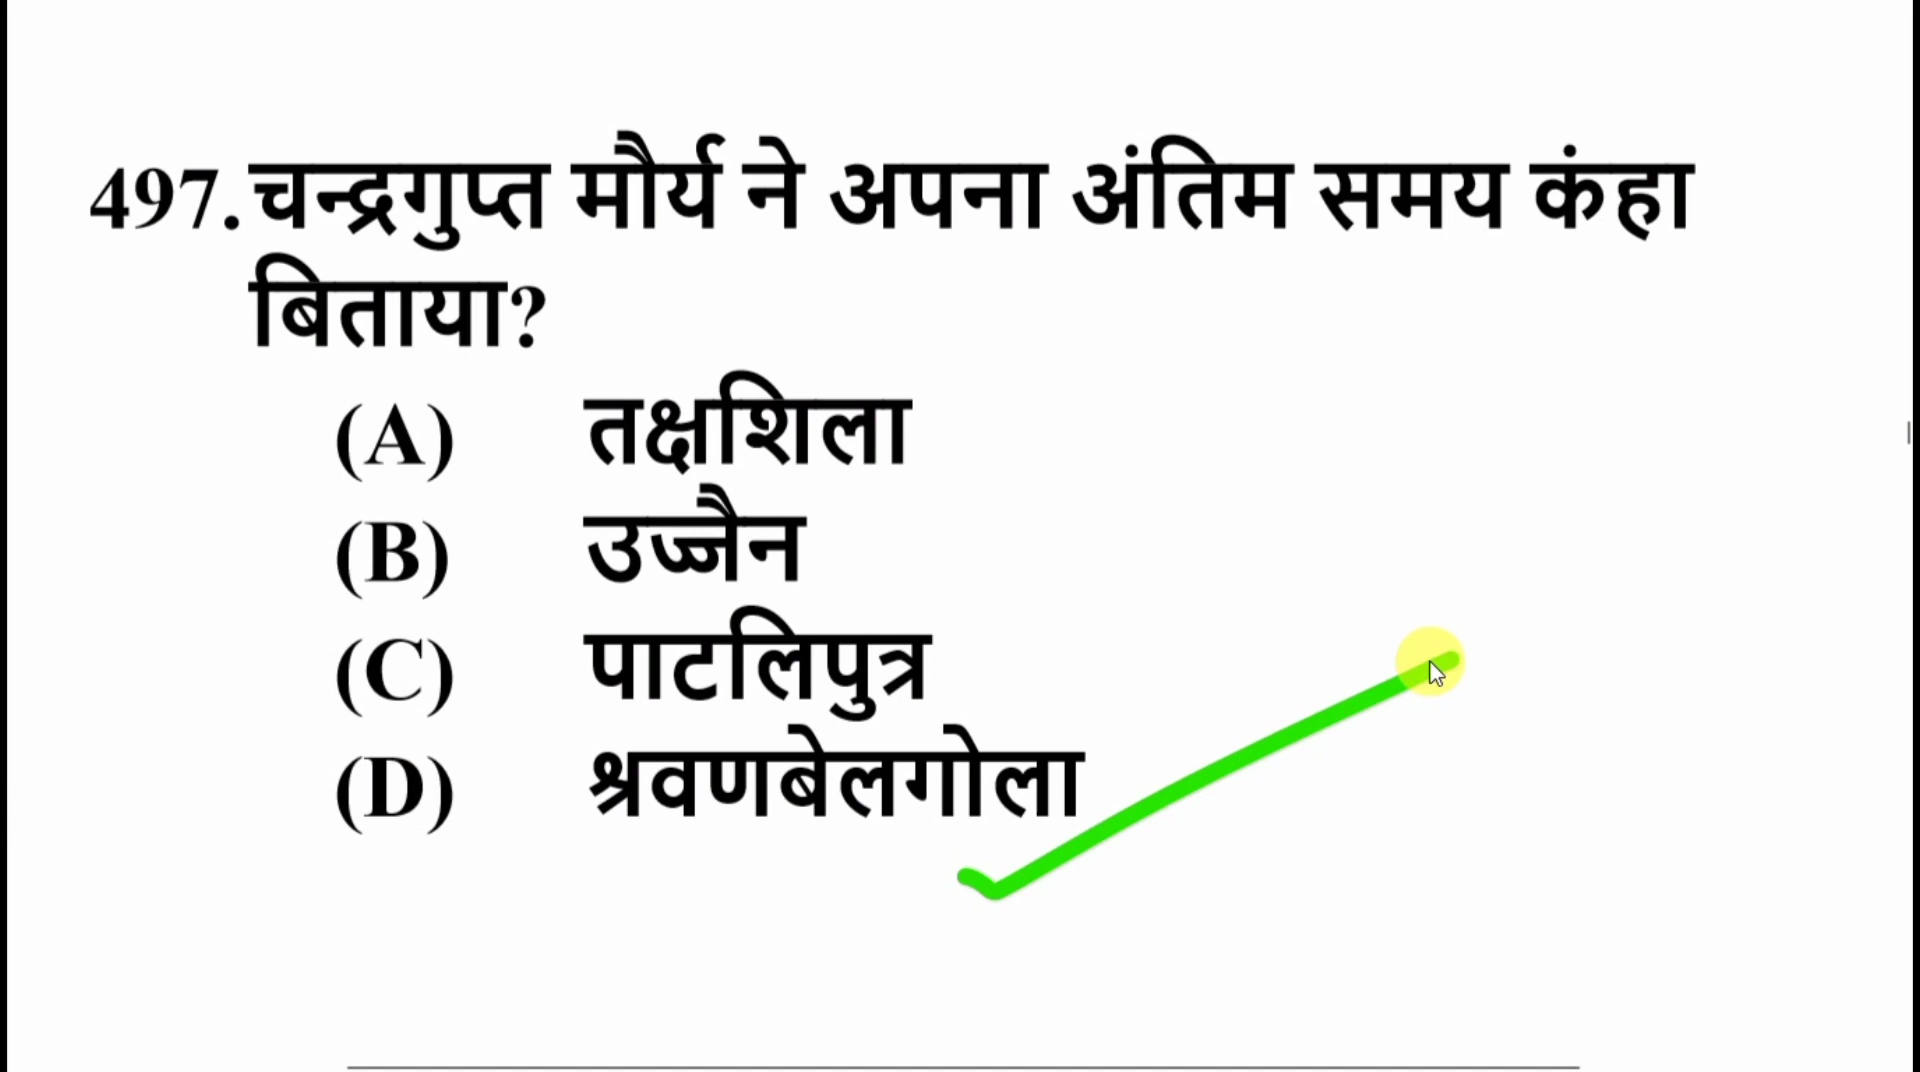 497. चन्द्रगुप्त मौर्य ने अपना अंतिम समय कंहा
बिताया?
(A) तक्षशिला
(B) उज्जैन
(C) पाटलिपुत्र
(D) श्रवणबेलगोला